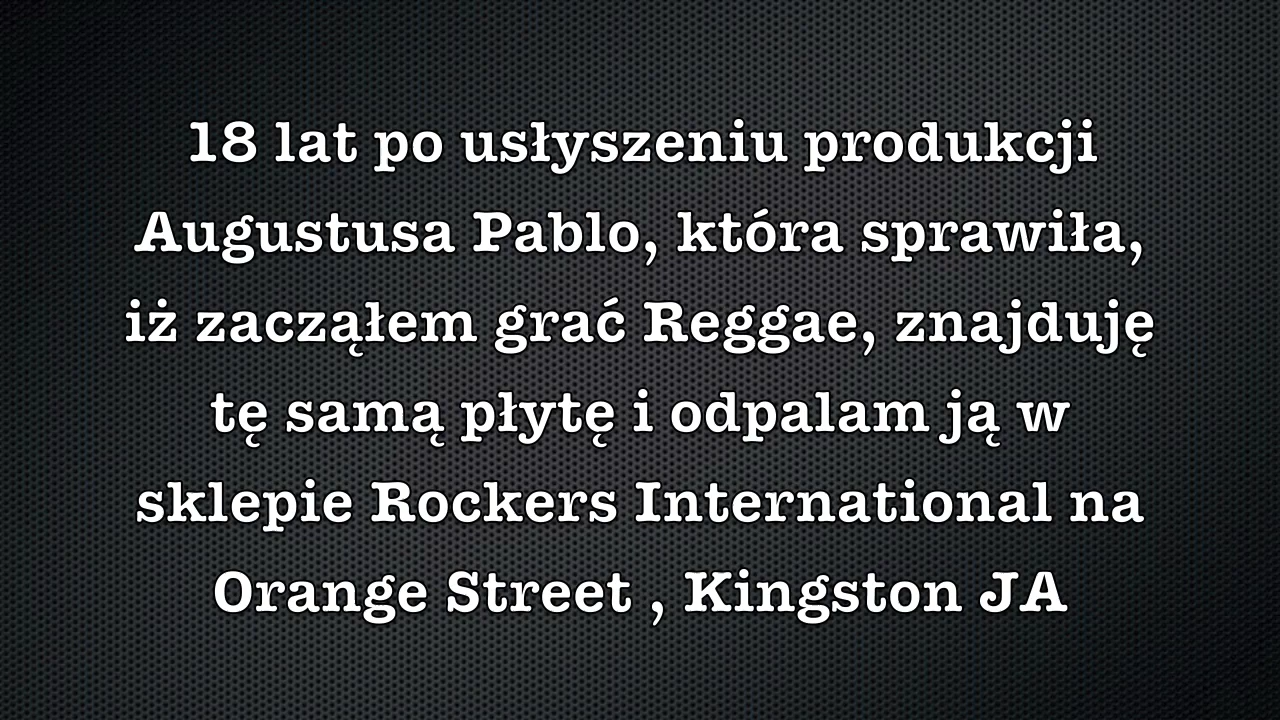 18 lat po usłyszeniu produkcji
Augustusa Pablo, która sprawiła,
iż zacząłem grać Reggae, znajduję
tę samą płytę i odpalam ją w
sklepie Rockers International na
Orange Street , Kingston JA